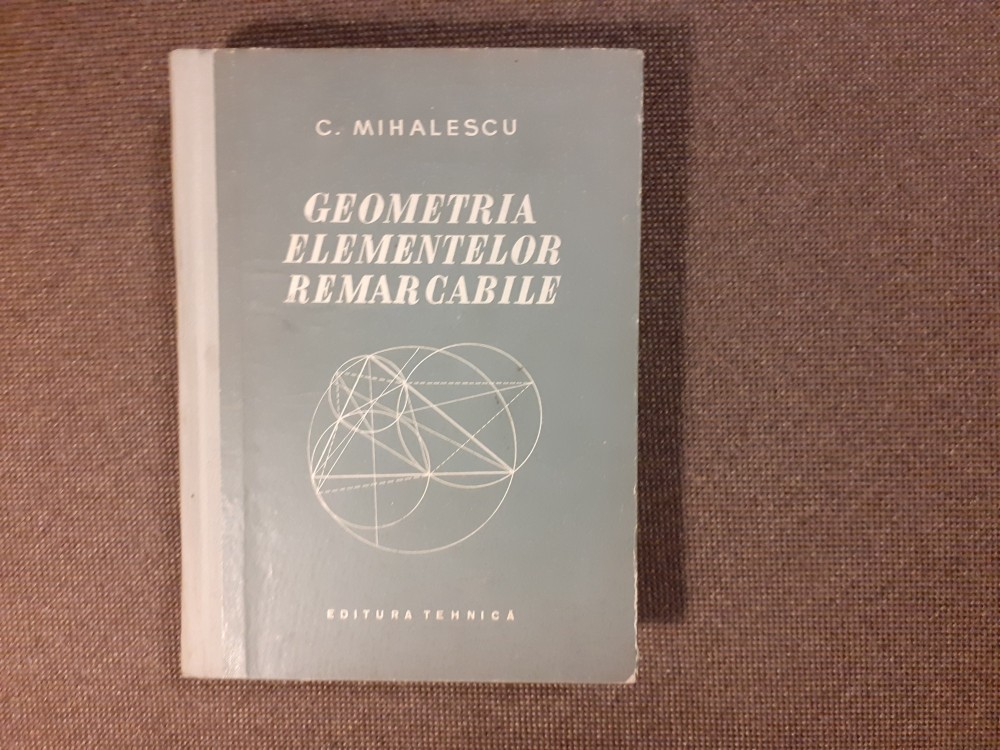 C. MIHALESCU
GEOMETRIA
ELEMENTELOR
REMARCABILE
EDITURA TEHNICĂ